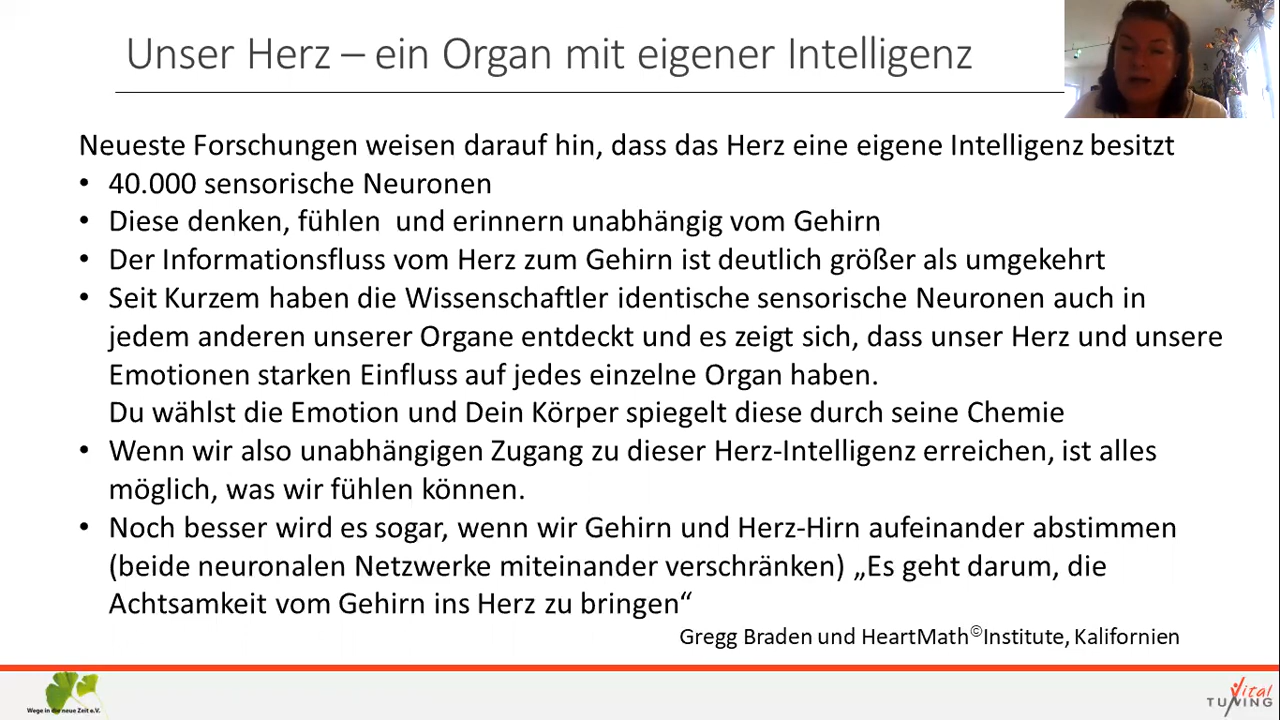 Unser Herz – ein Organ mit eigener Intelligenz
Neueste Forschungen weisen darauf hin, dass das Herz eine eigene Intelligenz besitzt
• 40.000 sensorische Neuronen
• Diese denken, fühlen  und erinnern unabhängig vom Gehirn
• Der Informationsfluss vom Herz zum Gehirn ist deutlich größer als umgekehrt
• Seit Kurzem haben die Wissenschaftler identische sensorische Neuronen auch in
jedem anderen unserer Organe entdeckt und es zeigt sich, dass unser Herz und unsere
Emotionen starken Einfluss auf jedes einzelne Organ haben.
Du wählst die Emotion und Dein Körper spiegelt diese durch seine Chemie
• Wenn wir also unabhängigen Zugang zu dieser Herz-Intelligenz erreichen, ist alles
möglich, was wir fühlen können.
• Noch besser wird es sogar, wenn wir Gehirn und Herz-Hirn aufeinander abstimmen
(beide neuronalen Netzwerke miteinander verschränken) „Es geht darum, die
Achtsamkeit vom Gehirn ins Herz zu bringen“
Gregg Braden und HeartMath©Institute, Kalifornien
Wege in die neue Zeit e.V.
Vital
TUNING